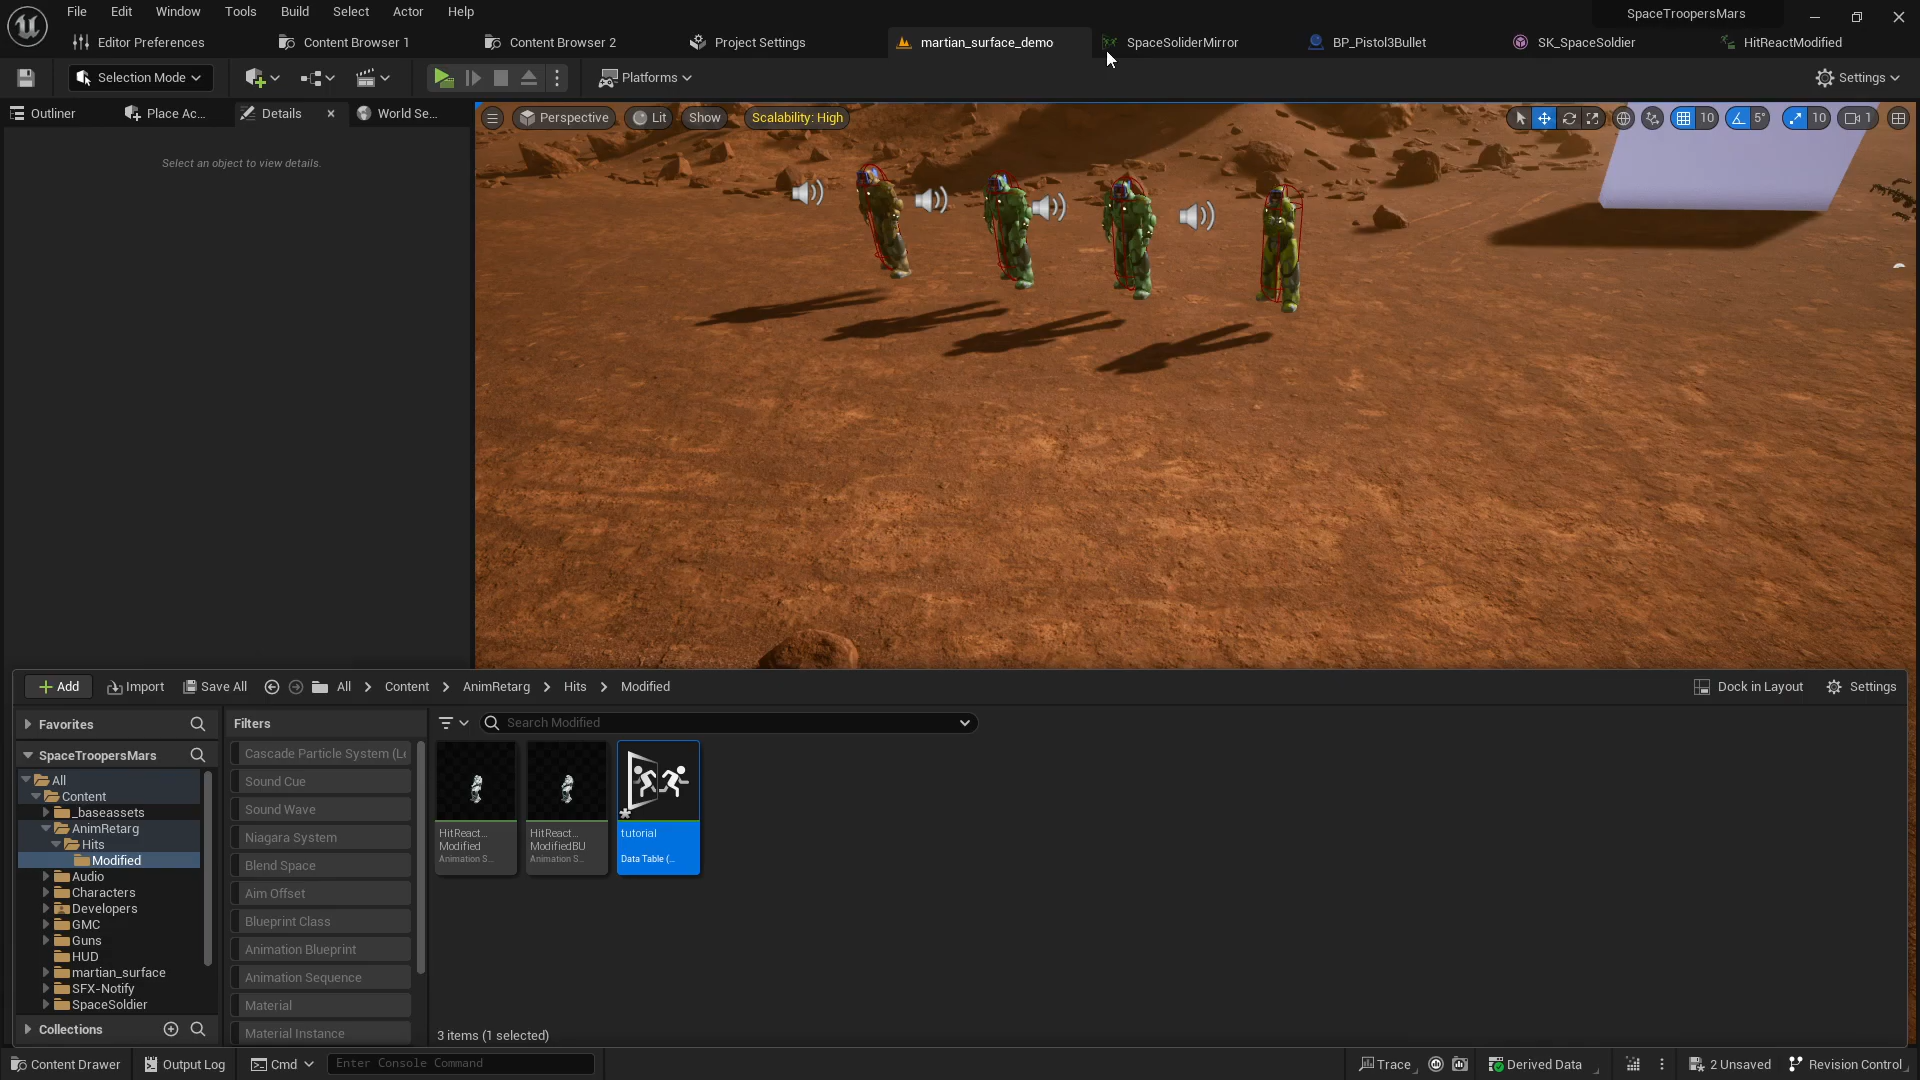 File Edit Window Tools Build Select Actor Help
SpaceTroopersMars
Editor Preferences
Content Browser 1
Content Browser 2
Project Settings
martian_surface_demo
SpaceSoliderMirror
BP_Pistol3Bullet
SK_SpaceSoldier
HitReactModified
Selection Mode
Platforms
Settings
Outliner
Place Ac...
Details
World Se...
Select an object to view details.
Perspective
Lit
Show
Scalability: High
10
5°
10
1
Add
Import
Save All
All
Content
AnimRetarg
Hits
Modified
Dock in Layout
Settings
Favorites
SpaceTroopersMars
All
Content
_baseassets
AnimRetarg
Hits
Modified
Audio
Characters
Developers
GMC
Guns
HUD
martian_surface
SFX-Notify
SpaceSoldier
Collections
Filters
Cascade Particle System (Le
Sound Cue
Sound Wave
Niagara System
Blend Space
Aim Offset
Blueprint Class
Animation Blueprint
Animation Sequence
Material
Material Instance
Search Modified
HitReact...
Modified
Animation S...
HitReact...
ModifiedBU
Animation S...
tutorial
Data Table (...
3 items (1 selected)
Content Drawer
Output Log
Cmd
Enter Console Command
Trace
Derived Data
2 Unsaved
Revision Control